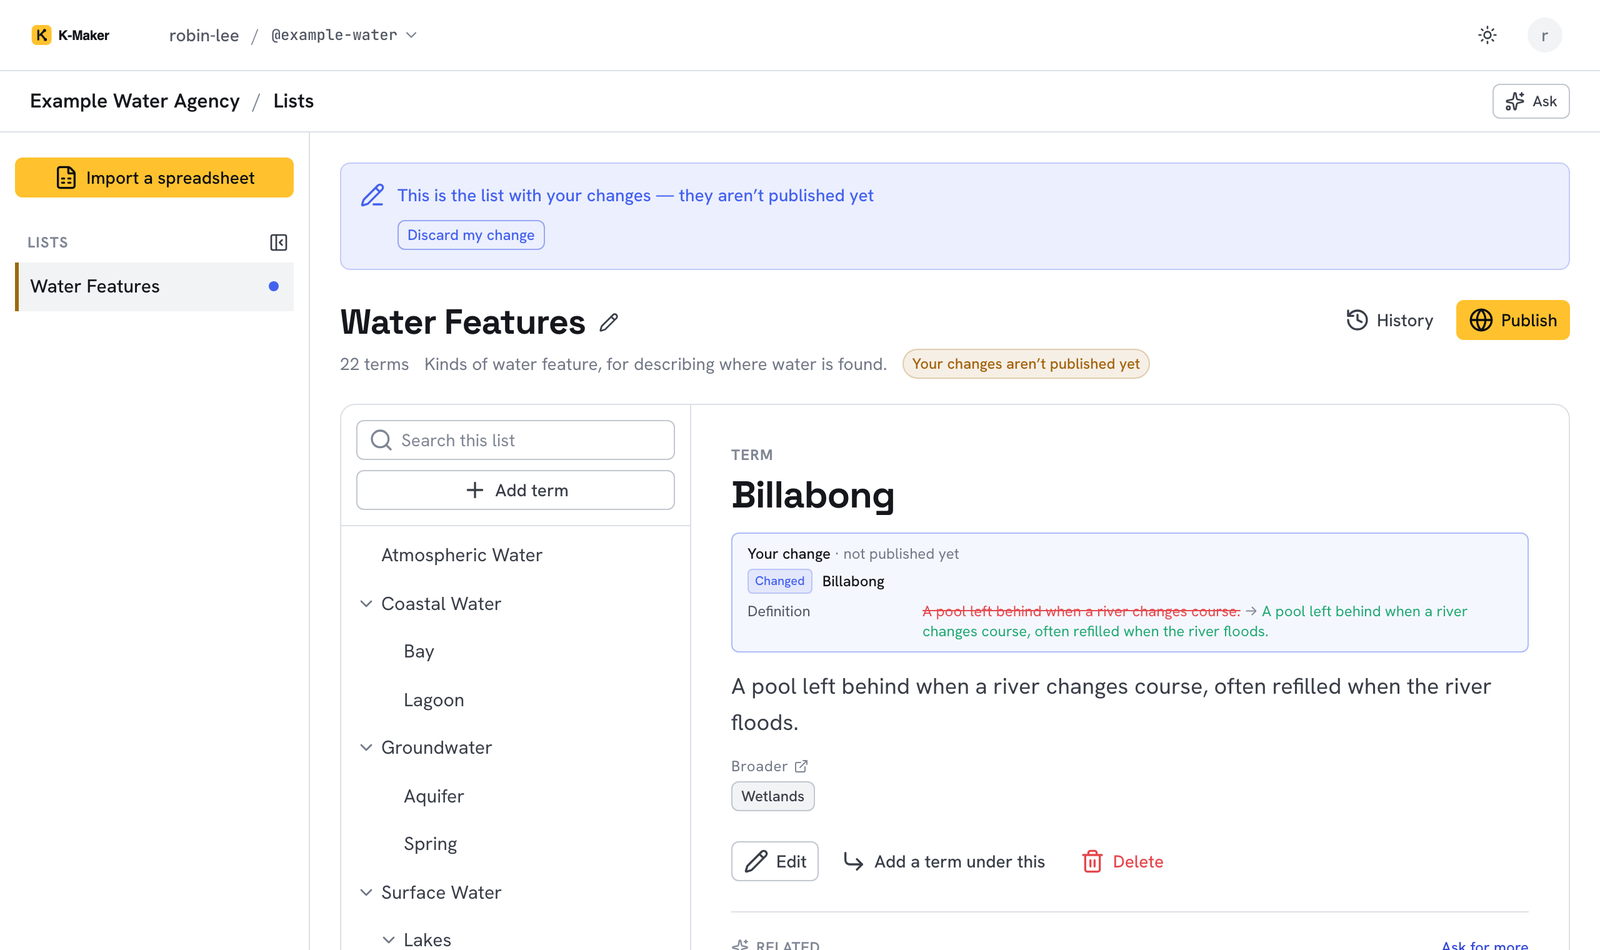 K-Maker
robin-lee / @example-water
r
Example Water Agency / Lists
Ask
Import a spreadsheet
LISTS
Water Features
This is the list with your changes — they aren’t published yet
Discard my change
Water Features
History
Publish
22 terms Kinds of water feature, for describing where water is found. Your changes aren’t published yet
Search this list
Add term
Atmospheric Water
Coastal Water
Bay
Lagoon
Groundwater
Aquifer
Spring
Surface Water
Lakes
TERM
Billabong
Your change · not published yet
Changed Billabong
Definition A pool left behind when a river changes course. → A pool left behind when a river
changes course, often refilled when the river floods.
A pool left behind when a river changes course, often refilled when the river
floods.
Broader
Wetlands
Edit
Add a term under this
Delete
RELATED
Ask for more